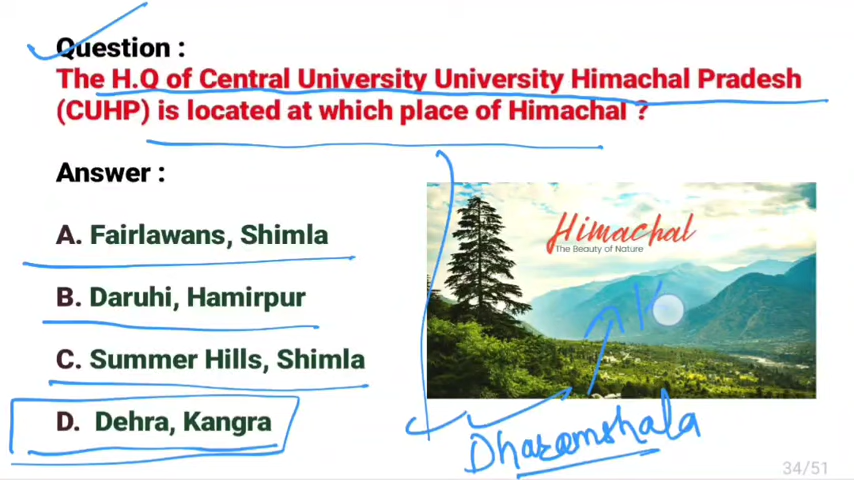 Question :
The H.Q of Central University University Himachal Pradesh
(CUHP) is located at which place of Himachal ?
Answer :
A. Fairlawans, Shimla
B. Daruhi, Hamirpur
C. Summer Hills, Shimla
D. Dehra, Kangra
Himachal
The Beauty of Nature
Dharamshala
34/51